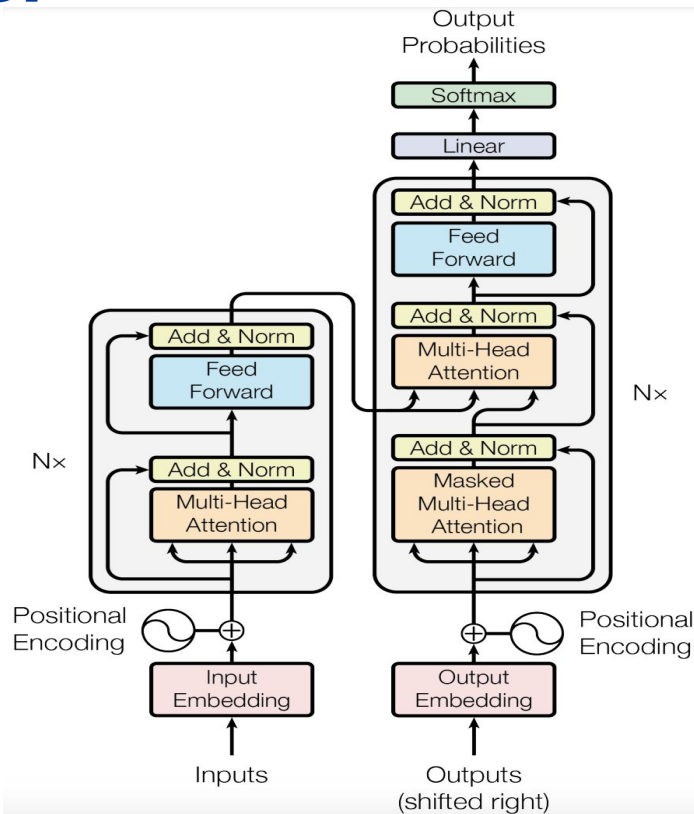 Output
Probabilities
Softmax
Linear
Add & Norm
Feed
Forward
Add & Norm
Multi-Head
Attention
Add & Norm
Masked
Multi-Head
Attention
Nx
Add & Norm
Feed
Forward
Add & Norm
Multi-Head
Attention
Nx
Positional
Encoding
Positional
Encoding
Input
Embedding
Output
Embedding
Inputs
Outputs
(shifted right)